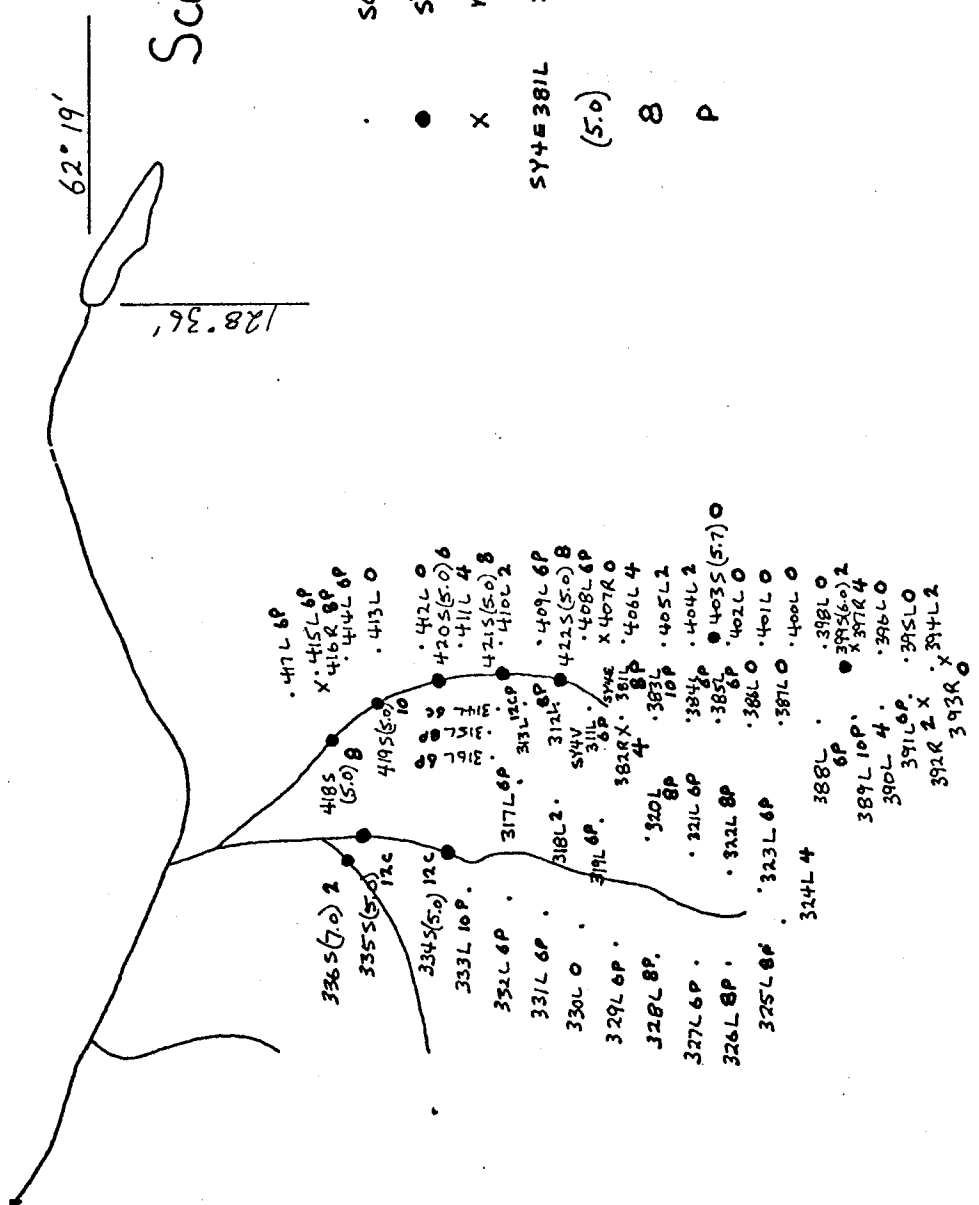 62° 19'
128° 36'
SY4E381L
(5.0)
8
P
X
.417L 6P
X .415L 6P
416R 8P
.414L 6P
.413L 0
.412L 0
420S(5.0) 6
.411L 4
421S(5.0) 8
.410L 2
.409L 6P
422S(5.0) 8
.408L 6P
X 407R 0
.406L 4
.405L 2
.404L 2
403S(5.7) 0
.402L 0
.401L 0
.400L 0
.398L 0
399S(6.0) 2
X 397R 4
.396L 0
.395L 0
X 394L 2
393R 0
418S
(5.0) 8
419S(5.0)
10
314L 6C
315L 8P
316L 6P
313L
12CP
312L
8P
SY4V
311L
6P
SY4E
381L
8P
382R X
4
.383L
10P
.384L
6P
.385L
6P
.386L 0
.387L 0
388L
6P
389L 10P.
390L 4.
391L 6P.
392R 2 X
317L 6P
318L 2.
319L 6P.
.320L
8P
.321L 6P
.322L 8P
.323L 6P
324L 4
336S(7.0) 2
335S(5.0)
12C
334S(5.0) 12C
333L 10P.
332L 6P.
331L 6P.
330L 0
329L 6P.
328L 8P.
327L 6P.
326L 8P.
325L 8P